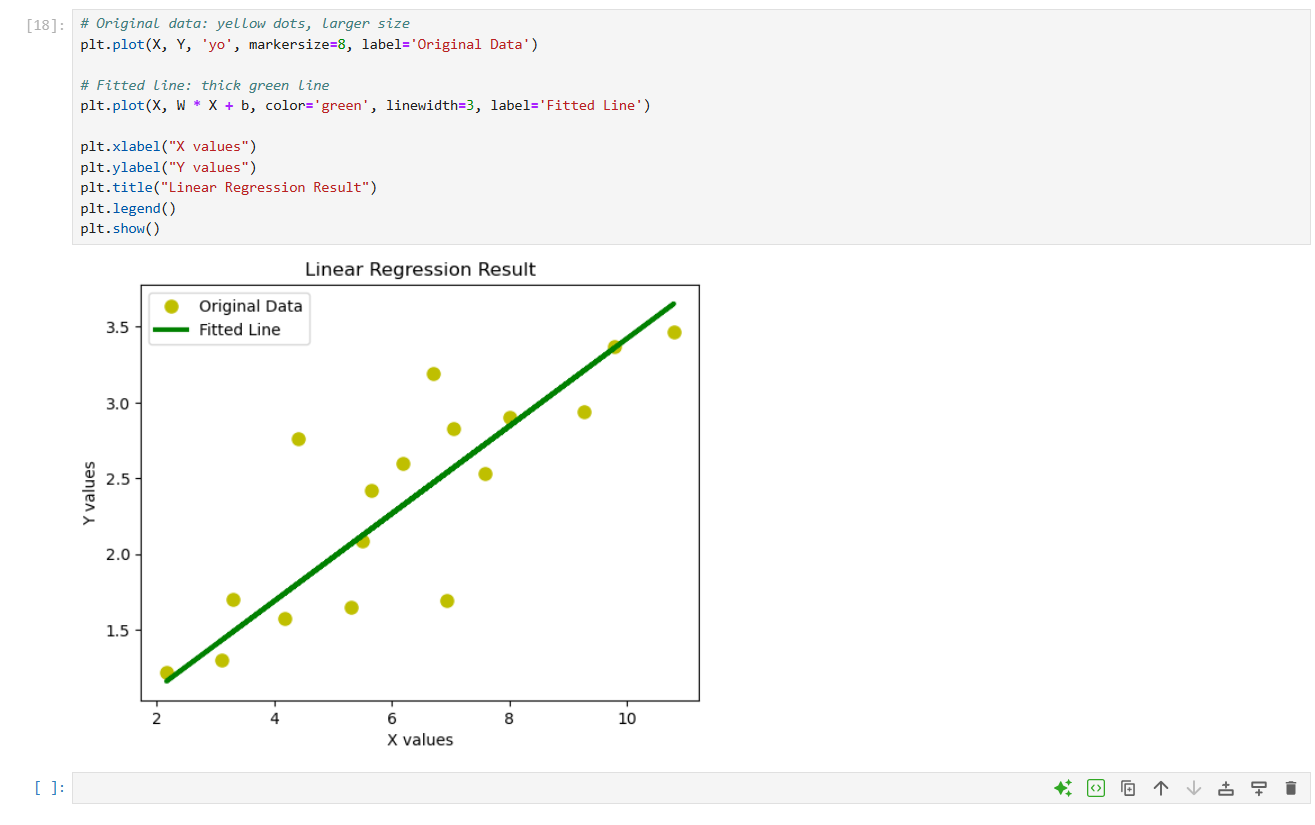 [18]:
# Original data: yellow dots, larger size
plt.plot(X, Y, 'yo', markersize=8, label='Original Data')
# Fitted line: thick green line
plt.plot(X, W * X + b, color='green', linewidth=3, label='Fitted Line')
plt.xlabel("X values")
plt.ylabel("Y values")
plt.title("Linear Regression Result")
plt.legend()
plt.show()
Linear Regression Result
Original Data
Fitted Line
3.5
3.0
2.5
2.0
1.5
Y values
2 4 6 8 10
X values
[ ]: